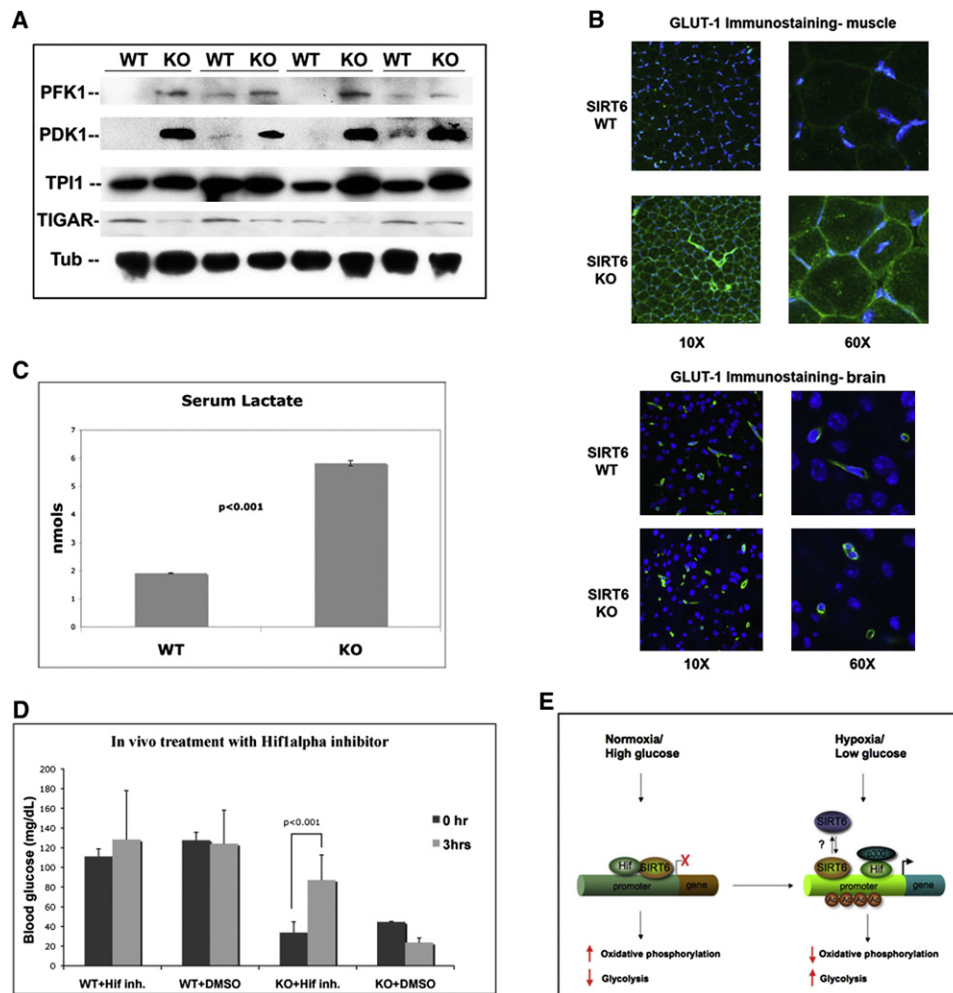 A
WT KO WT KO WT KO WT KO
PFK1--
PDK1--
TPI1 --
TIGAR-
Tub --
B
GLUT-1 Immunostaining- muscle
SIRT6
WT
SIRT6
KO
10X 60X
GLUT-1 Immunostaining- brain
SIRT6
WT
SIRT6
KO
10X 60X
C
Serum Lactate
7
6
5
4
3
2
1
0
nmols
p<0.001
WT KO
D
In vivo treatment with Hif1alpha inhibitor
200
180
160
140
120
100
80
60
40
20
0
Blood glucose (mg/dL)
p<0.001
0 hr
3hrs
WT+Hif inh. WT+DMSO KO+Hif inh. KO+DMSO
E
Normoxia/
High glucose
Hypoxia/
Low glucose
SIRT6
?
Hif SIRT6 X
promoter gene
SIRT6 p300 Hif
promoter gene
Ac Ac Ac Ac
Oxidative phosphorylation
Glycolysis
Oxidative phosphorylation
Glycolysis